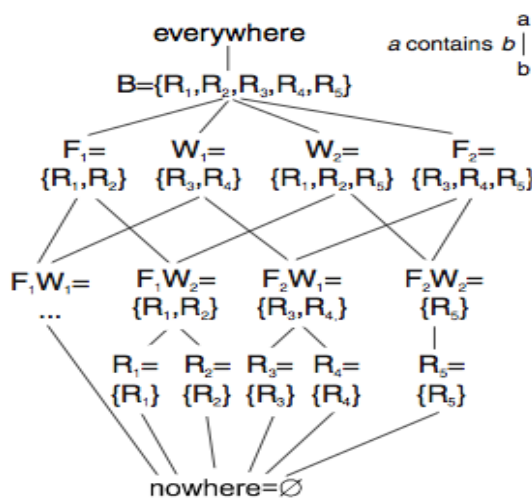 everywhere
a
a contains b
b
B={R₁,R₂,R₃,R₄,R₅}
F₁= W₁= W₂= F₂=
{R₁,R₂} {R₃,R₄} {R₁,R₂,R₅} {R₃,R₄,R₅}
F₁W₁= F₁W₂= F₂W₁= F₂W₂=
... {R₁,R₂} {R₃,R₄,} {R₅}
R₁= R₂= R₃= R₄= R₅=
{R₁} {R₂} {R₃} {R₄} {R₅}
nowhere=∅